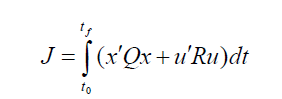 J = ∫_{t_0}^{t_f} (x'Qx + u'Ru)dt